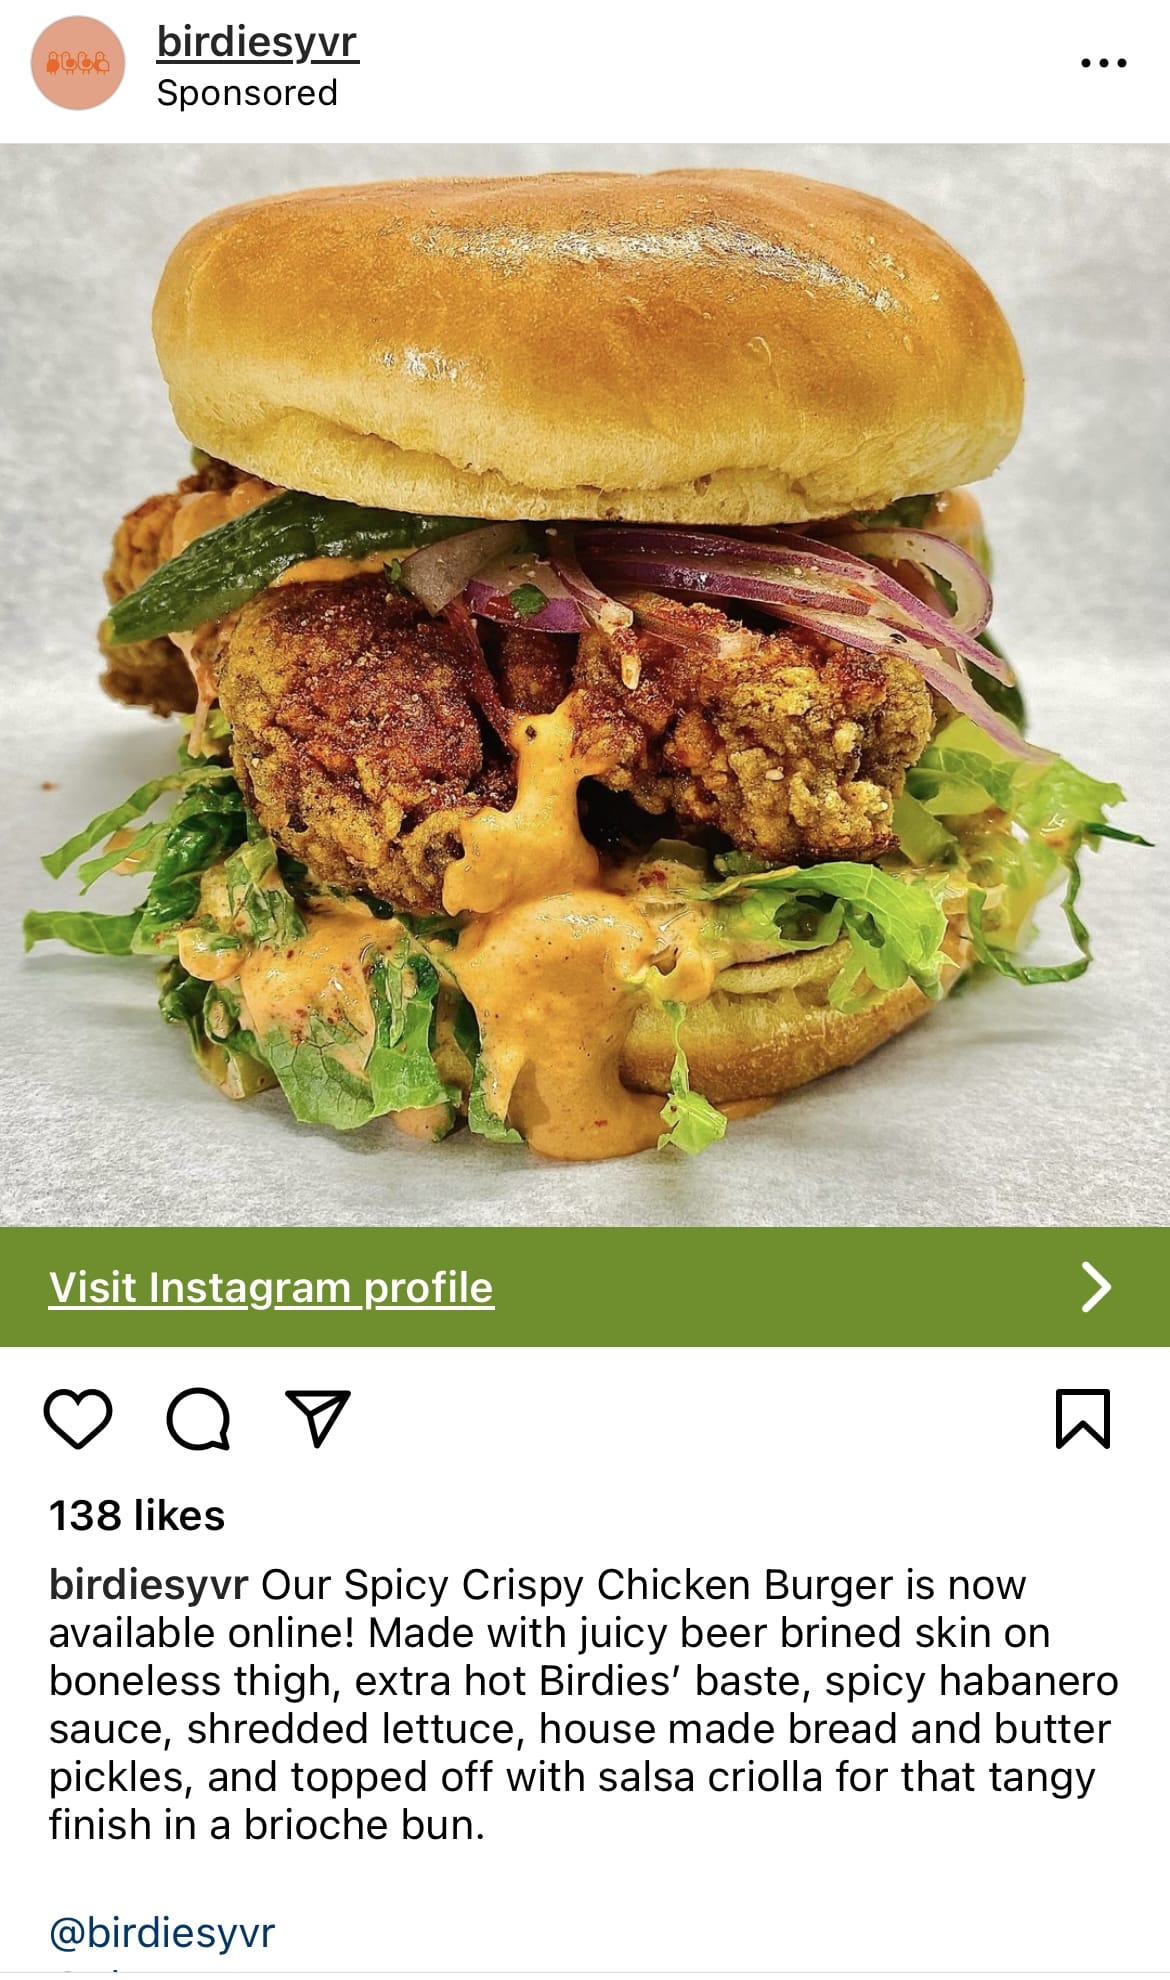 birdiesyvr
Sponsored
Visit Instagram profile
138 likes
birdiesyvr Our Spicy Crispy Chicken Burger is now
available online! Made with juicy beer brined skin on
boneless thigh, extra hot Birdies’ baste, spicy habanero
sauce, shredded lettuce, house made bread and butter
pickles, and topped off with salsa criolla for that tangy
finish in a brioche bun.
@birdiesyvr